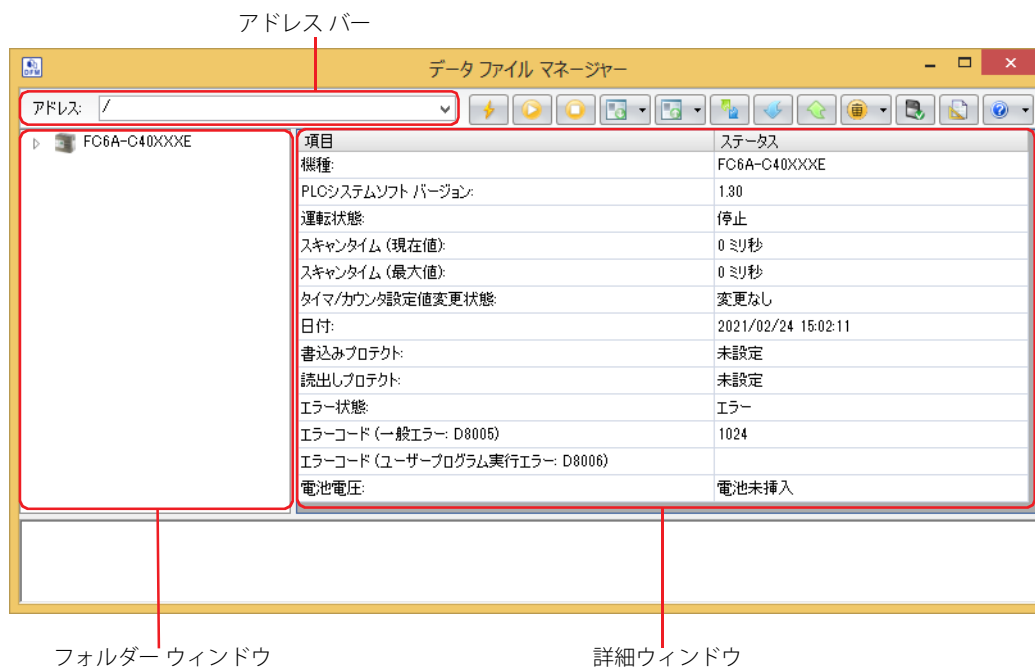 アドレス バー
DFM
データ ファイル マネージャー
アドレス: /
FC6A-C40XXXE
項目 ステータス
機種: FC6A-C40XXXE
PLCシステムソフト バージョン: 1.30
運転状態: 停止
スキャンタイム (現在値): 0 ミリ秒
スキャンタイム (最大値): 0 ミリ秒
タイマ/カウンタ設定値変更状態: 変更なし
日付: 2021/02/24 15:02:11
書込みプロテクト: 未設定
読出しプロテクト: 未設定
エラー状態: エラー
エラーコード (一般エラー: D8005) 1024
エラーコード (ユーザープログラム実行エラー: D8006)
電池電圧: 電池未挿入
フォルダー ウィンドウ
詳細ウィンドウ